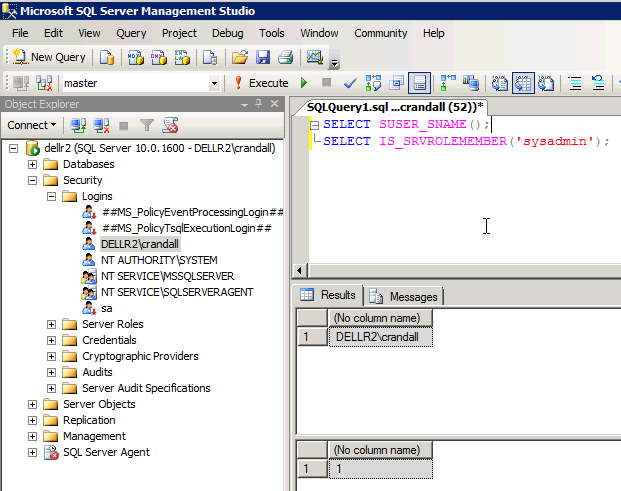 Microsoft SQL Server Management Studio
File Edit View Query Project Debug Tools Window Community Help
New Query
master Execute
Object Explorer
SQLQuery1.sql ...crandall (52))*
Connect
SELECT SUSER_SNAME();
SELECT IS_SRVROLEMEMBER('sysadmin');
dellr2 (SQL Server 10.0.1600 - DELLR2\crandall)
Databases
Security
Logins
##MS_PolicyEventProcessingLogin##
##MS_PolicyTsqlExecutionLogin##
DELLR2\crandall
NT AUTHORITY\SYSTEM
NT SERVICE\MSSQLSERVER
NT SERVICE\SQLSERVERAGENT
sa
Server Roles
Credentials
Cryptographic Providers
Audits
Server Audit Specifications
Server Objects
Replication
Management
SQL Server Agent
Results Messages
(No column name)
1 DELLR2\crandall
(No column name)
1 1